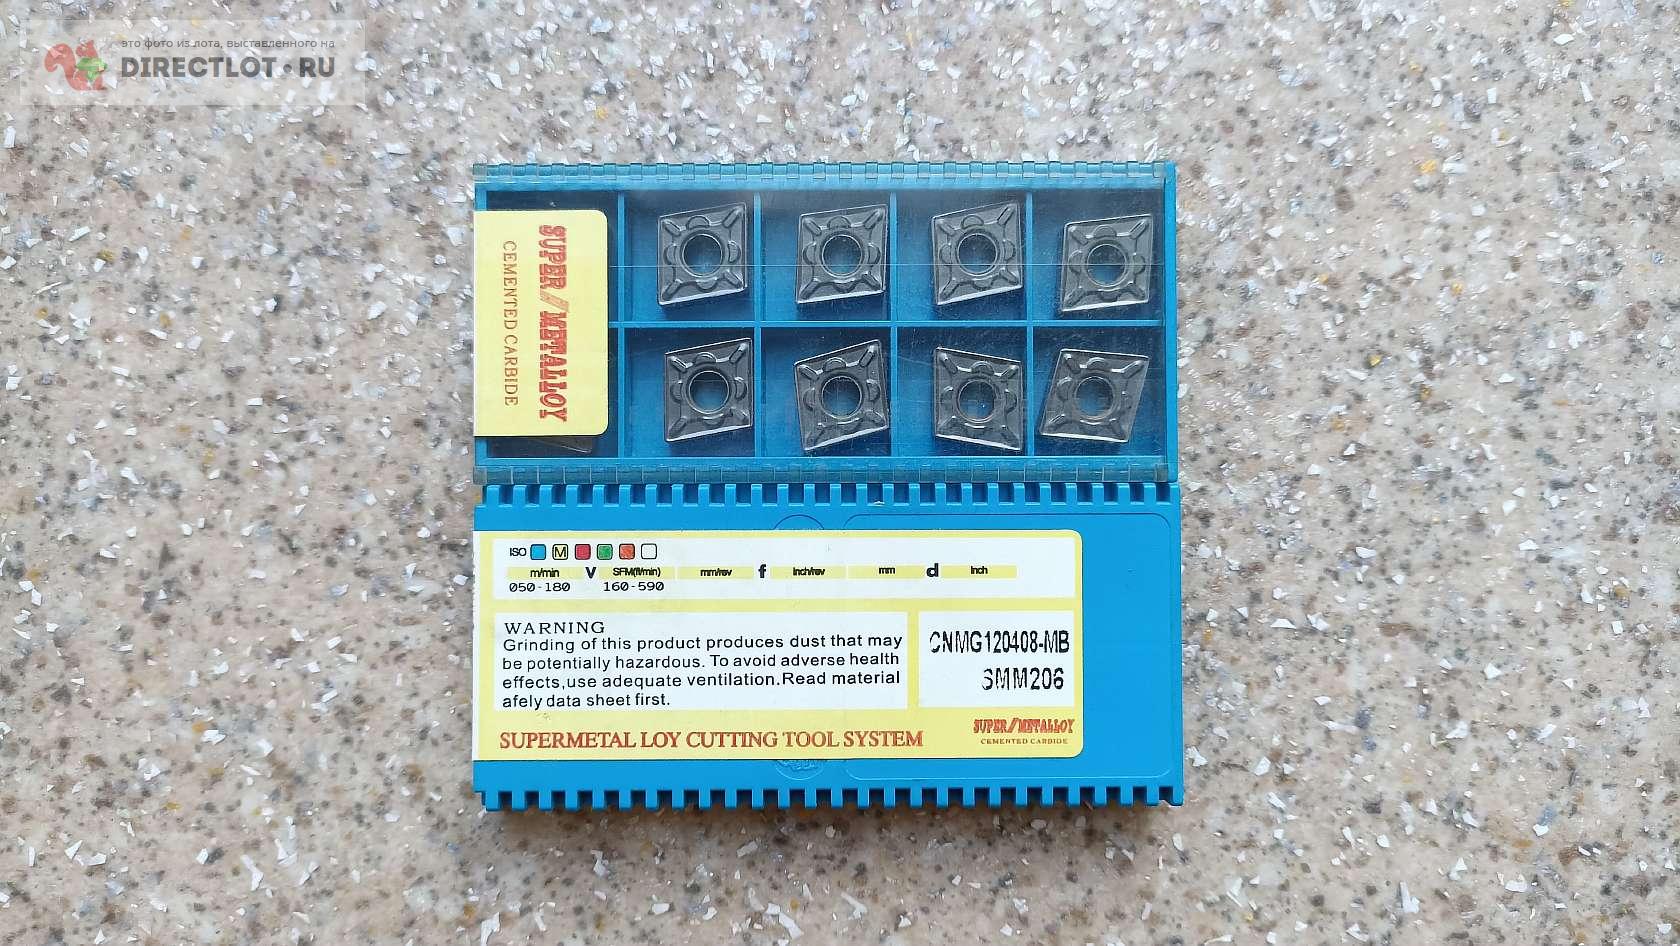 это фото из лота, выставленного на
DIRECTLOT•RU
SUPER//METALLOY
CEMENTED CARBIDE
ISO M
m/min V SFM(ft/min) mm/rev f inch/rev mm d inch
050-180 160-590
WARNING
Grinding of this product produces dust that may
be potentially hazardous. To avoid adverse health
effects,use adequate ventilation.Read material
afely data sheet first.
CNMG120408-MB
SMM206
SUPERMETAL LOY CUTTING TOOL SYSTEM
SUPER//METALLOY
CEMENTED CARBIDE